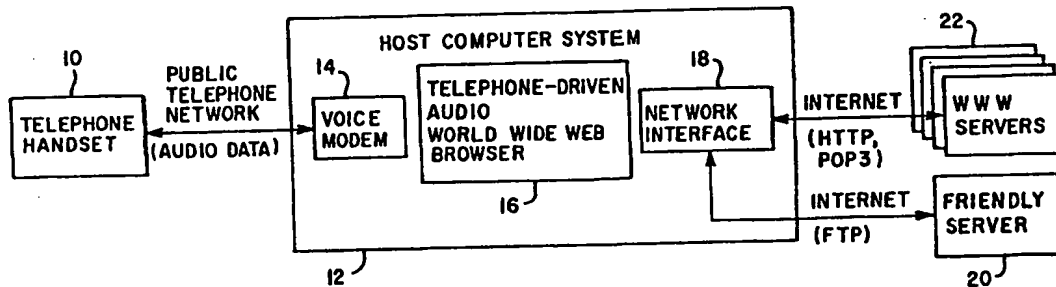 10
PUBLIC
TELEPHONE
NETWORK
TELEPHONE
HANDSET
(AUDIO DATA)
HOST COMPUTER SYSTEM
14
VOICE
MODEM
TELEPHONE-DRIVEN
AUDIO
WORLD WIDE WEB
BROWSER
16
18
NETWORK
INTERFACE
12
INTERNET
(HTTP,
POP3)
22
WWW
SERVERS
INTERNET
(FTP)
FRIENDLY
SERVER
20